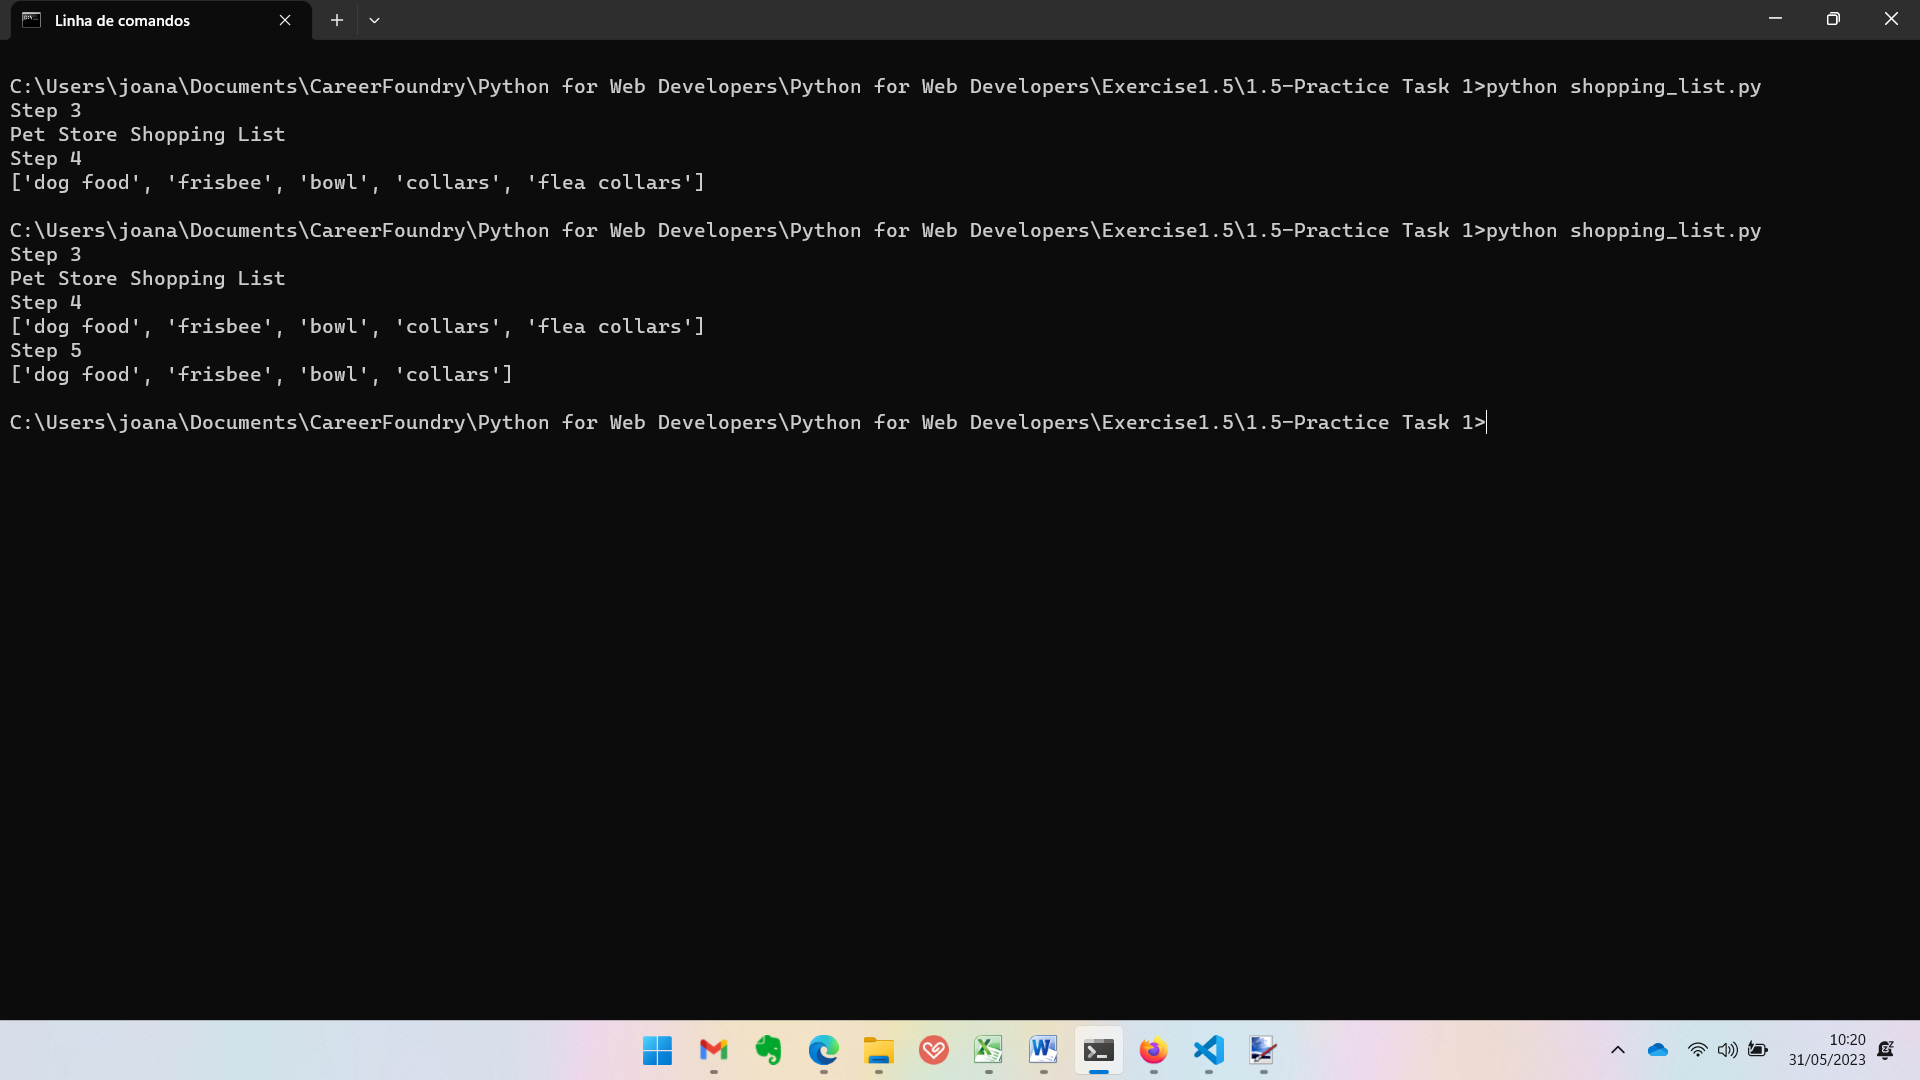 Linha de comandos
C:\Users\joana\Documents\CareerFoundry\Python for Web Developers\Python for Web Developers\Exercise1.5\1.5-Practice Task 1>python shopping_list.py
Step 3
Pet Store Shopping List
Step 4
['dog food', 'frisbee', 'bowl', 'collars', 'flea collars']
C:\Users\joana\Documents\CareerFoundry\Python for Web Developers\Python for Web Developers\Exercise1.5\1.5-Practice Task 1>python shopping_list.py
Step 3
Pet Store Shopping List
Step 4
['dog food', 'frisbee', 'bowl', 'collars', 'flea collars']
Step 5
['dog food', 'frisbee', 'bowl', 'collars']
C:\Users\joana\Documents\CareerFoundry\Python for Web Developers\Python for Web Developers\Exercise1.5\1.5-Practice Task 1>
10:20
31/05/2023